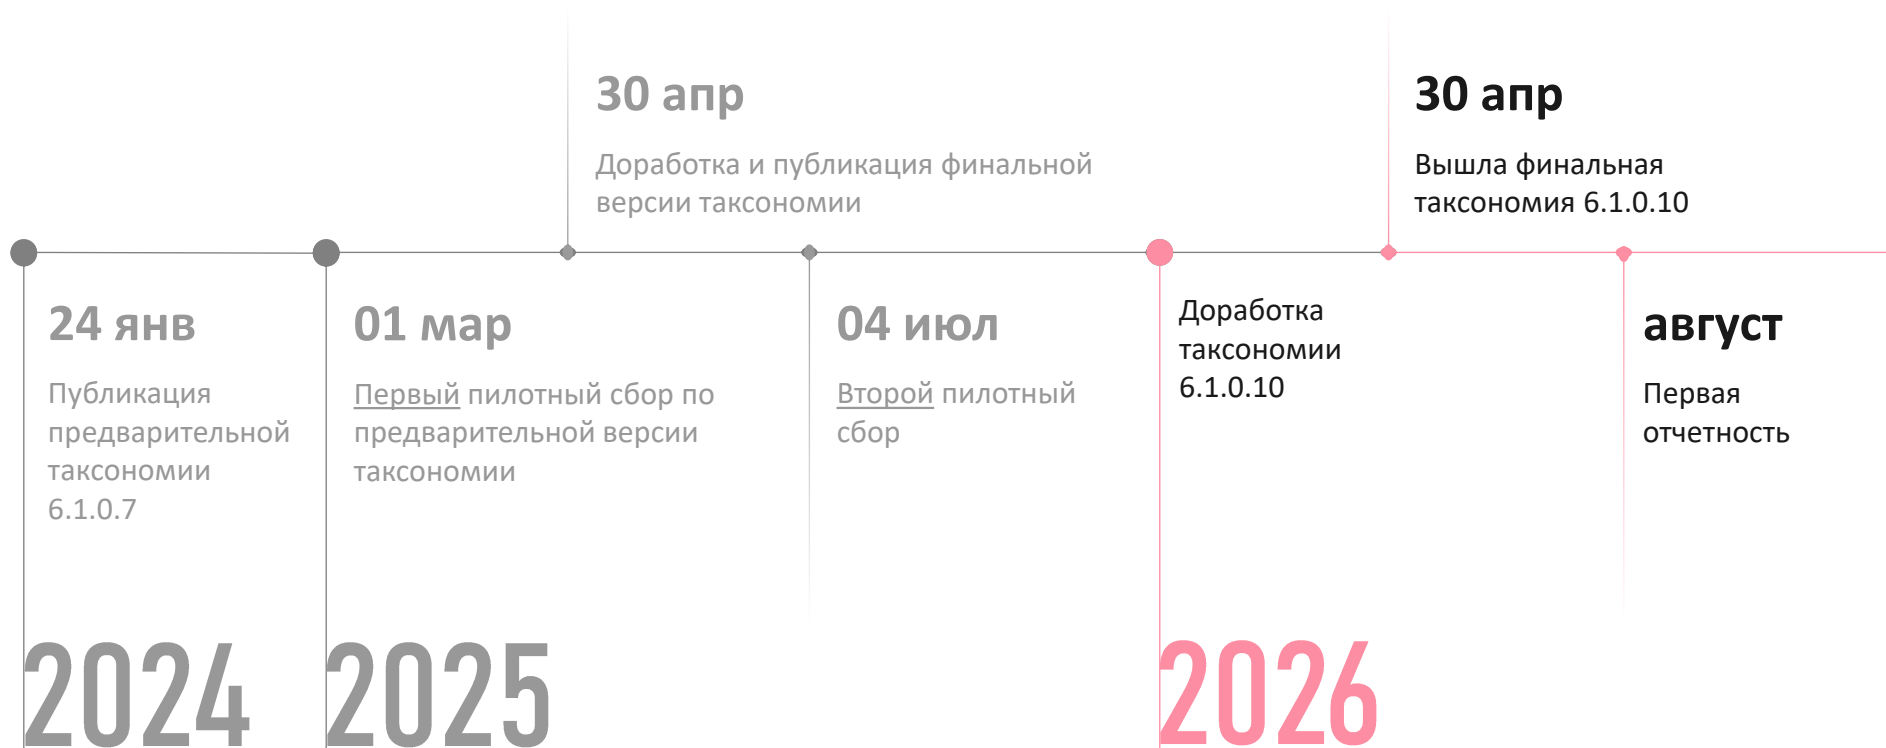 30 апр
Доработка и публикация финальной
версии таксономии
30 апр
Вышла финальная
таксономия 6.1.0.10
24 янв
Публикация
предварительной
таксономии
6.1.0.7
01 мар
Первый пилотный сбор по
предварительной версии
таксономии
04 июл
Второй пилотный
сбор
Доработка
таксономии
6.1.0.10
август
Первая
отчетность
2024
2025
2026